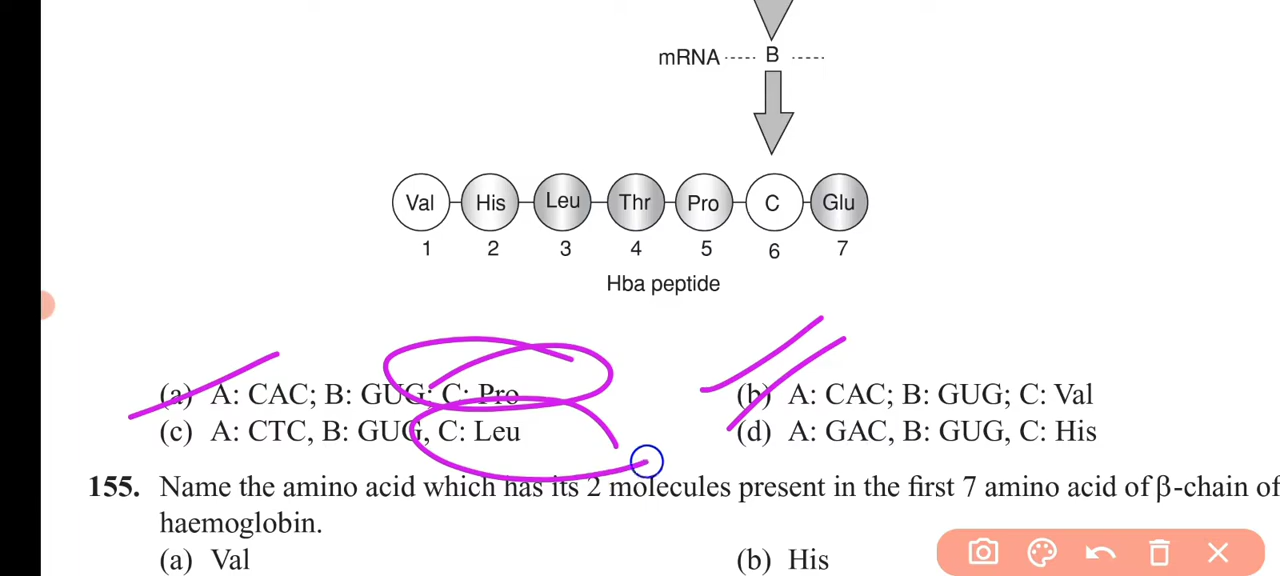 mRNA ---- B ----
Val His Leu Thr Pro C Glu
1 2 3 4 5 6 7
Hba peptide
(a) A: CAC; B: GUG; C: Pro
(b) A: CAC; B: GUG; C: Val
(c) A: CTC, B: GUG, C: Leu
(d) A: GAC, B: GUG, C: His
155. Name the amino acid which has its 2 molecules present in the first 7 amino acid of β-chain of
haemoglobin.
(a) Val
(b) His